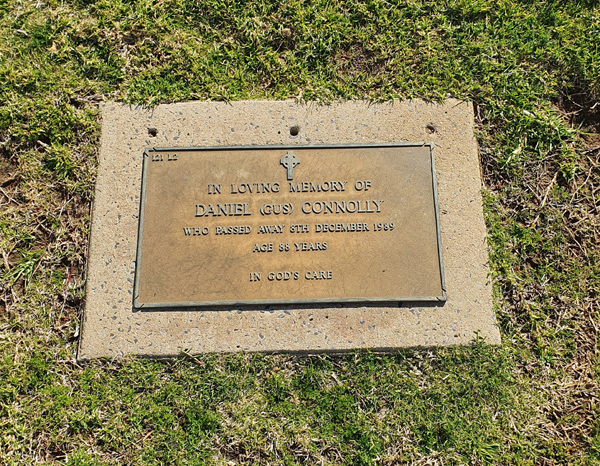 121 L2
IN LOVING MEMORY OF
DANIEL (GUS) CONNOLLY
WHO PASSED AWAY 8TH DECEMBER 1989
AGE 88 YEARS
IN GOD'S CARE